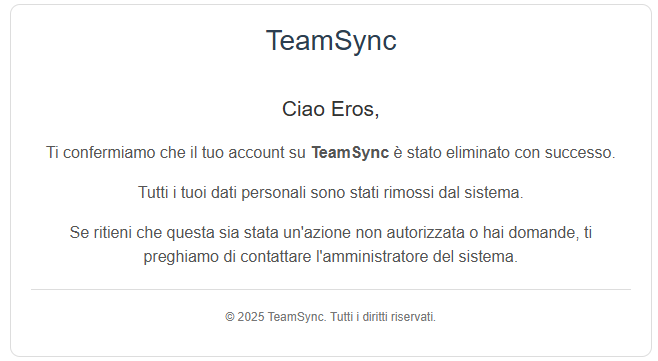 TeamSync
Ciao Eros,
Ti confermiamo che il tuo account su TeamSync è stato eliminato con successo.
Tutti i tuoi dati personali sono stati rimossi dal sistema.
Se ritieni che questa sia stata un'azione non autorizzata o hai domande, ti
preghiamo di contattare l'amministratore del sistema.
© 2025 TeamSync. Tutti i diritti riservati.